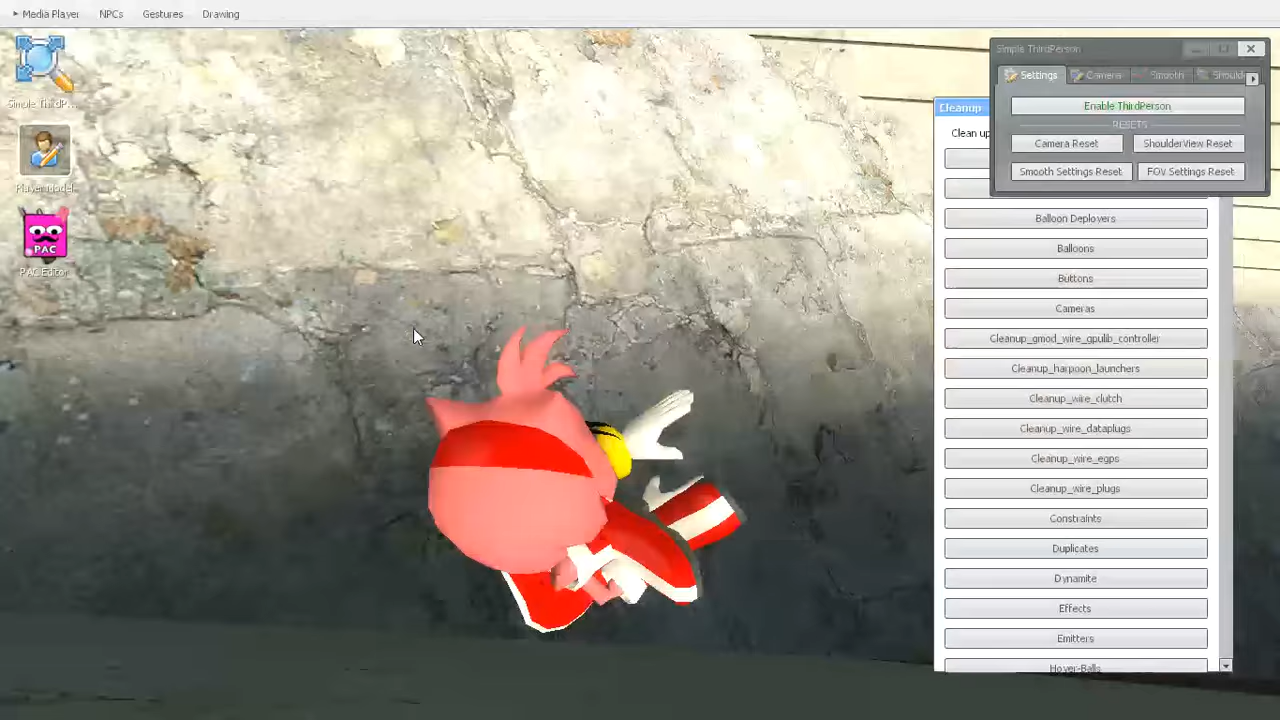 Media Player NPCs Gestures Drawing
Simple ThirdP...
PlayerModel
PAC
PAC Editor
Simple ThirdPerson
Settings Camera Smooth Should
Enable ThirdPerson
RESETS
Camera Reset ShoulderView Reset
Smooth Settings Reset FOV Settings Reset
Cleanup
Clean up
Balloon Deployers
Balloons
Buttons
Cameras
Cleanup_gmod_wire_gpulib_controller
Cleanup_harpoon_launchers
Cleanup_wire_clutch
Cleanup_wire_dataplugs
Cleanup_wire_egps
Cleanup_wire_plugs
Constraints
Duplicates
Dynamite
Effects
Emitters
Hover-Balls